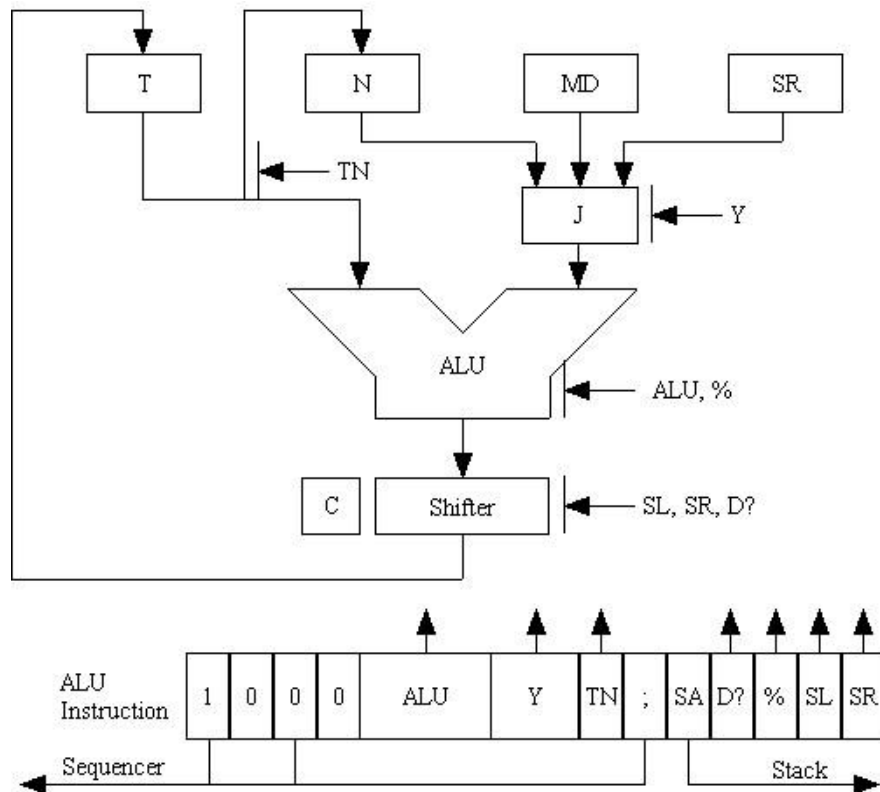 T
N
MD
SR
TN
J
Y
ALU
ALU, %
C
Shifter
SL, SR, D?
ALU
Instruction
1 0 0 0 ALU Y TN ; SA D? % SL SR
Sequencer
Stack